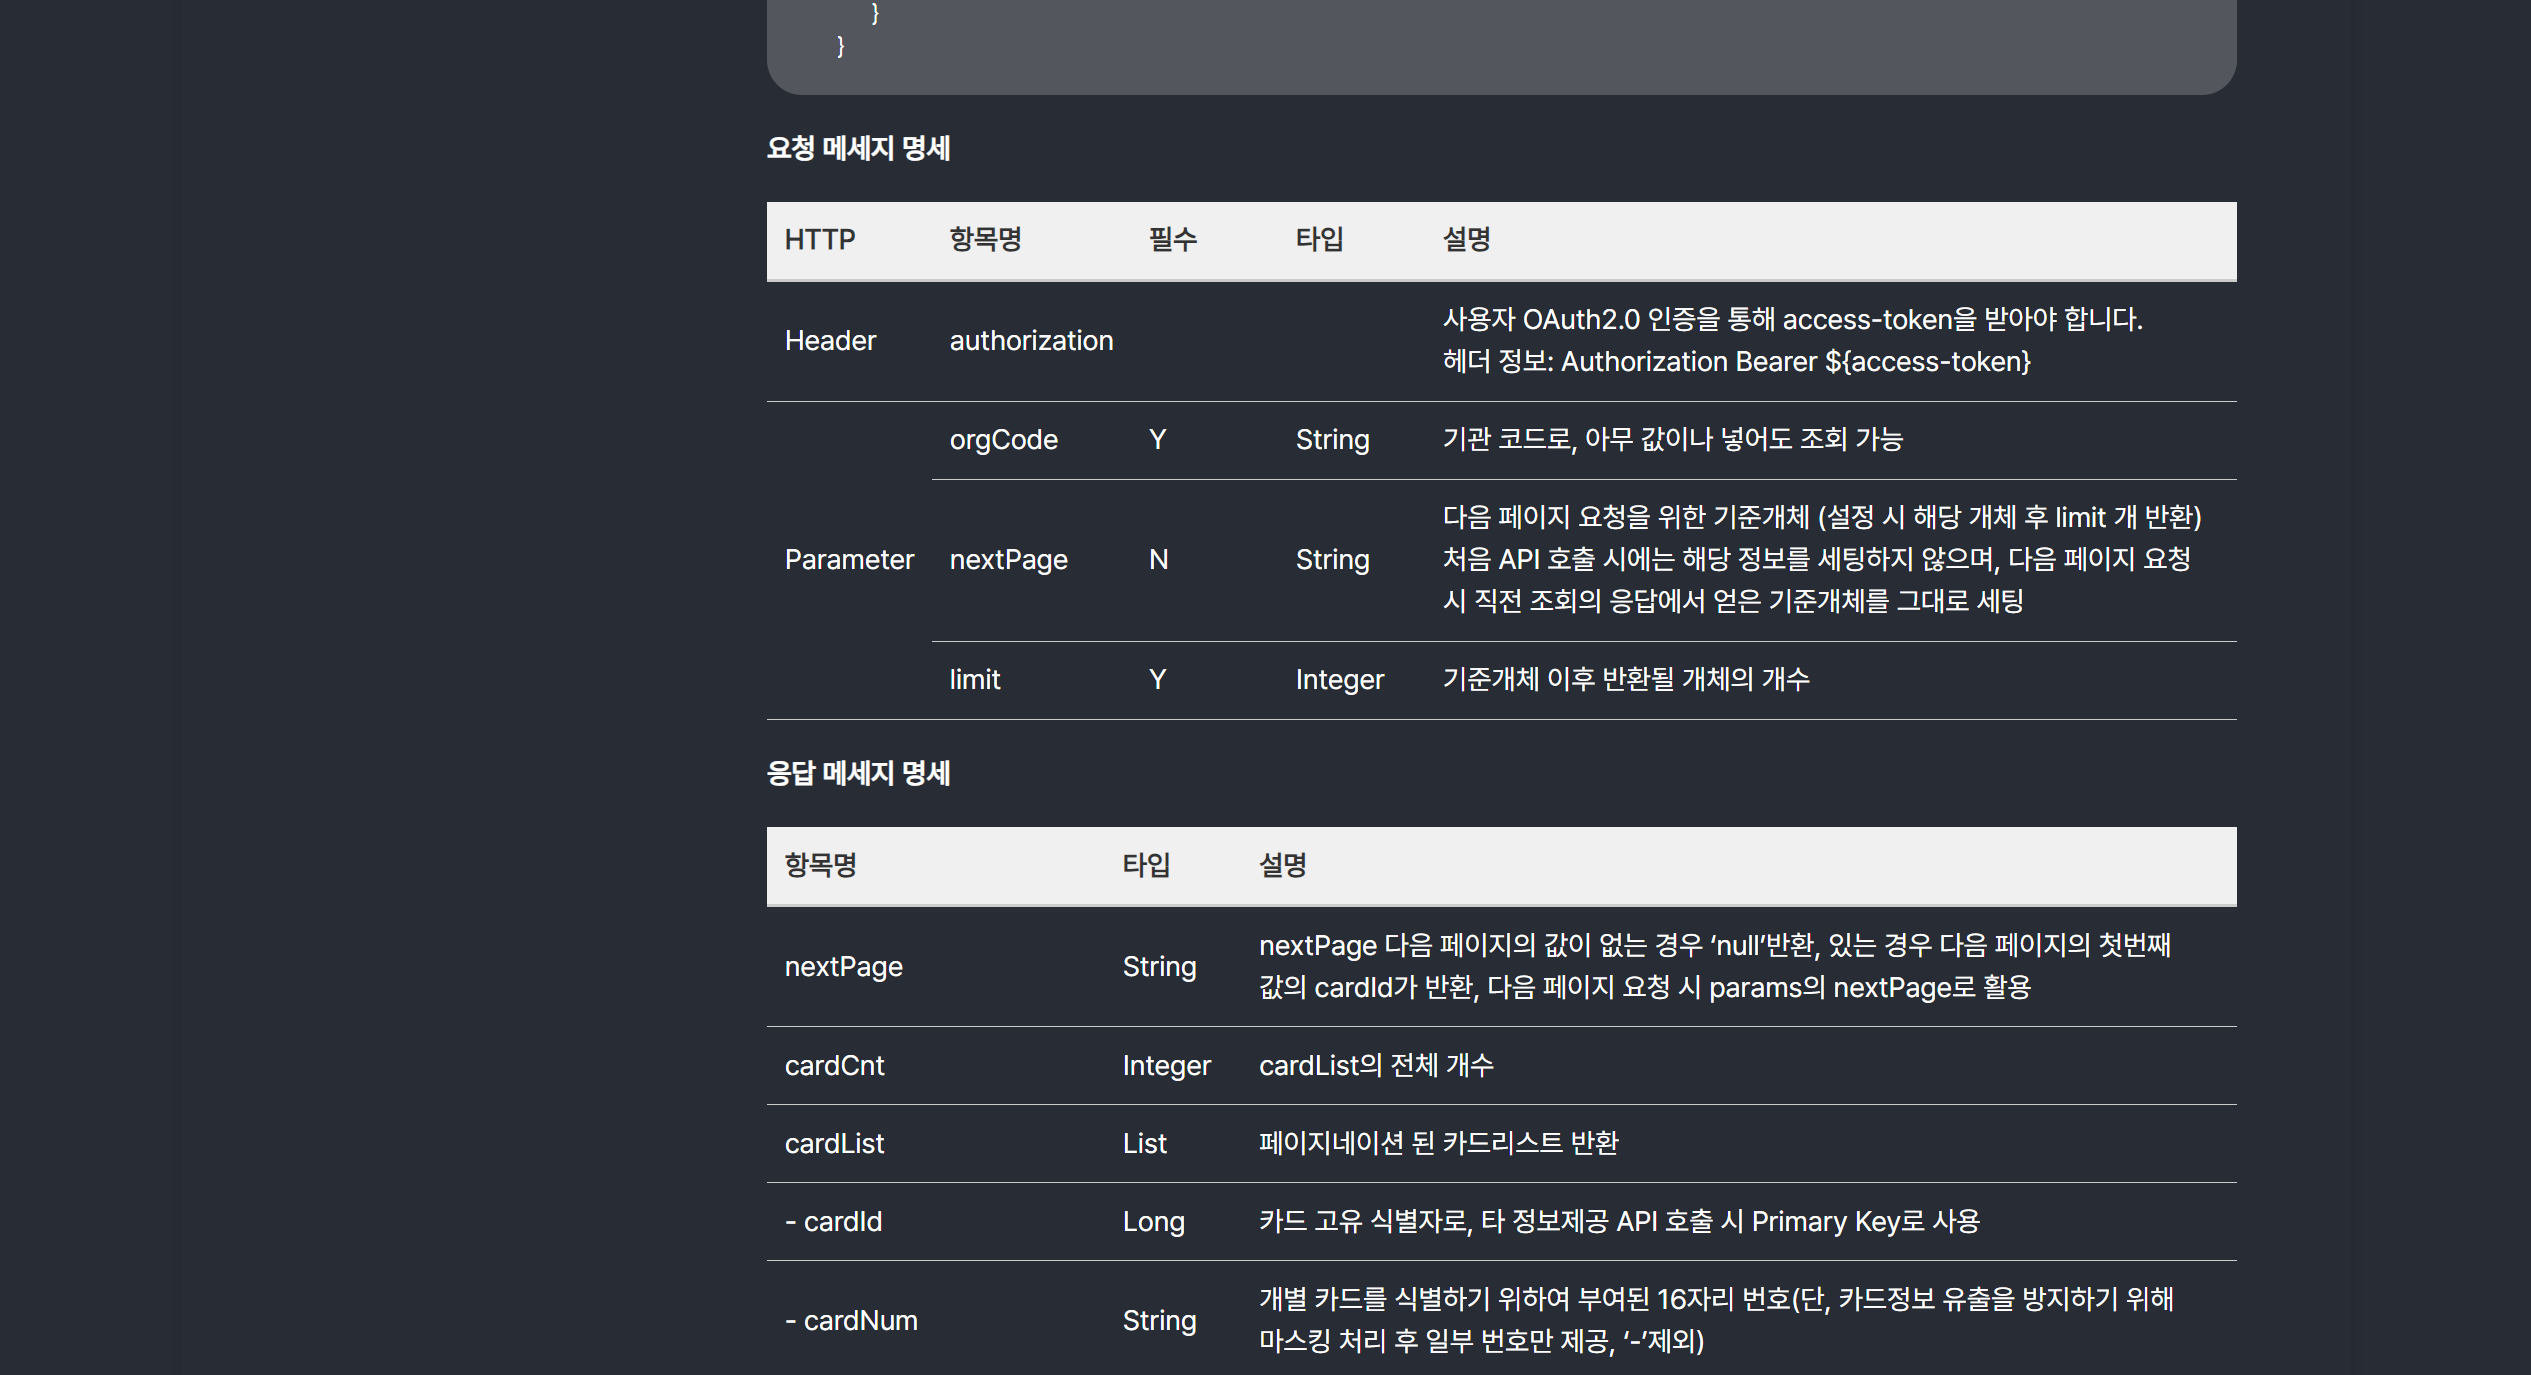 }
}
요청 메세지 명세
HTTP 항목명 필수 타입 설명
Header authorization 사용자 OAuth2.0 인증을 통해 access-token을 받아야 합니다.
헤더 정보: Authorization Bearer ${access-token}
Parameter
orgCode Y String 기관 코드로, 아무 값이나 넣어도 조회 가능
nextPage N String 다음 페이지 요청을 위한 기준개체 (설정 시 해당 개체 후 limit 개 반환)
처음 API 호출 시에는 해당 정보를 세팅하지 않으며, 다음 페이지 요청
시 직전 조회의 응답에서 얻은 기준개체를 그대로 세팅
limit Y Integer 기준개체 이후 반환될 개체의 개수
응답 메세지 명세
항목명 타입 설명
nextPage String nextPage 다음 페이지의 값이 없는 경우 ‘null’반환, 있는 경우 다음 페이지의 첫번째
값의 cardId가 반환, 다음 페이지 요청 시 params의 nextPage로 활용
cardCnt Integer cardList의 전체 개수
cardList List 페이지네이션 된 카드리스트 반환
- cardId Long 카드 고유 식별자로, 타 정보제공 API 호출 시 Primary Key로 사용
- cardNum String 개별 카드를 식별하기 위하여 부여된 16자리 번호(단, 카드정보 유출을 방지하기 위해
마스킹 처리 후 일부 번호만 제공, ‘-’제외)